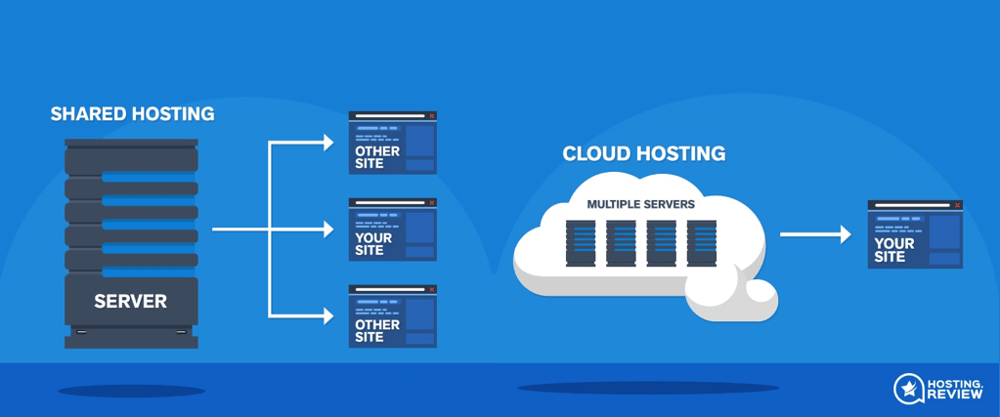 SHARED HOSTING
SERVER
OTHER
SITE
YOUR
SITE
OTHER
SITE
CLOUD HOSTING
MULTIPLE SERVERS
YOUR
SITE
HOSTING.
REVIEW